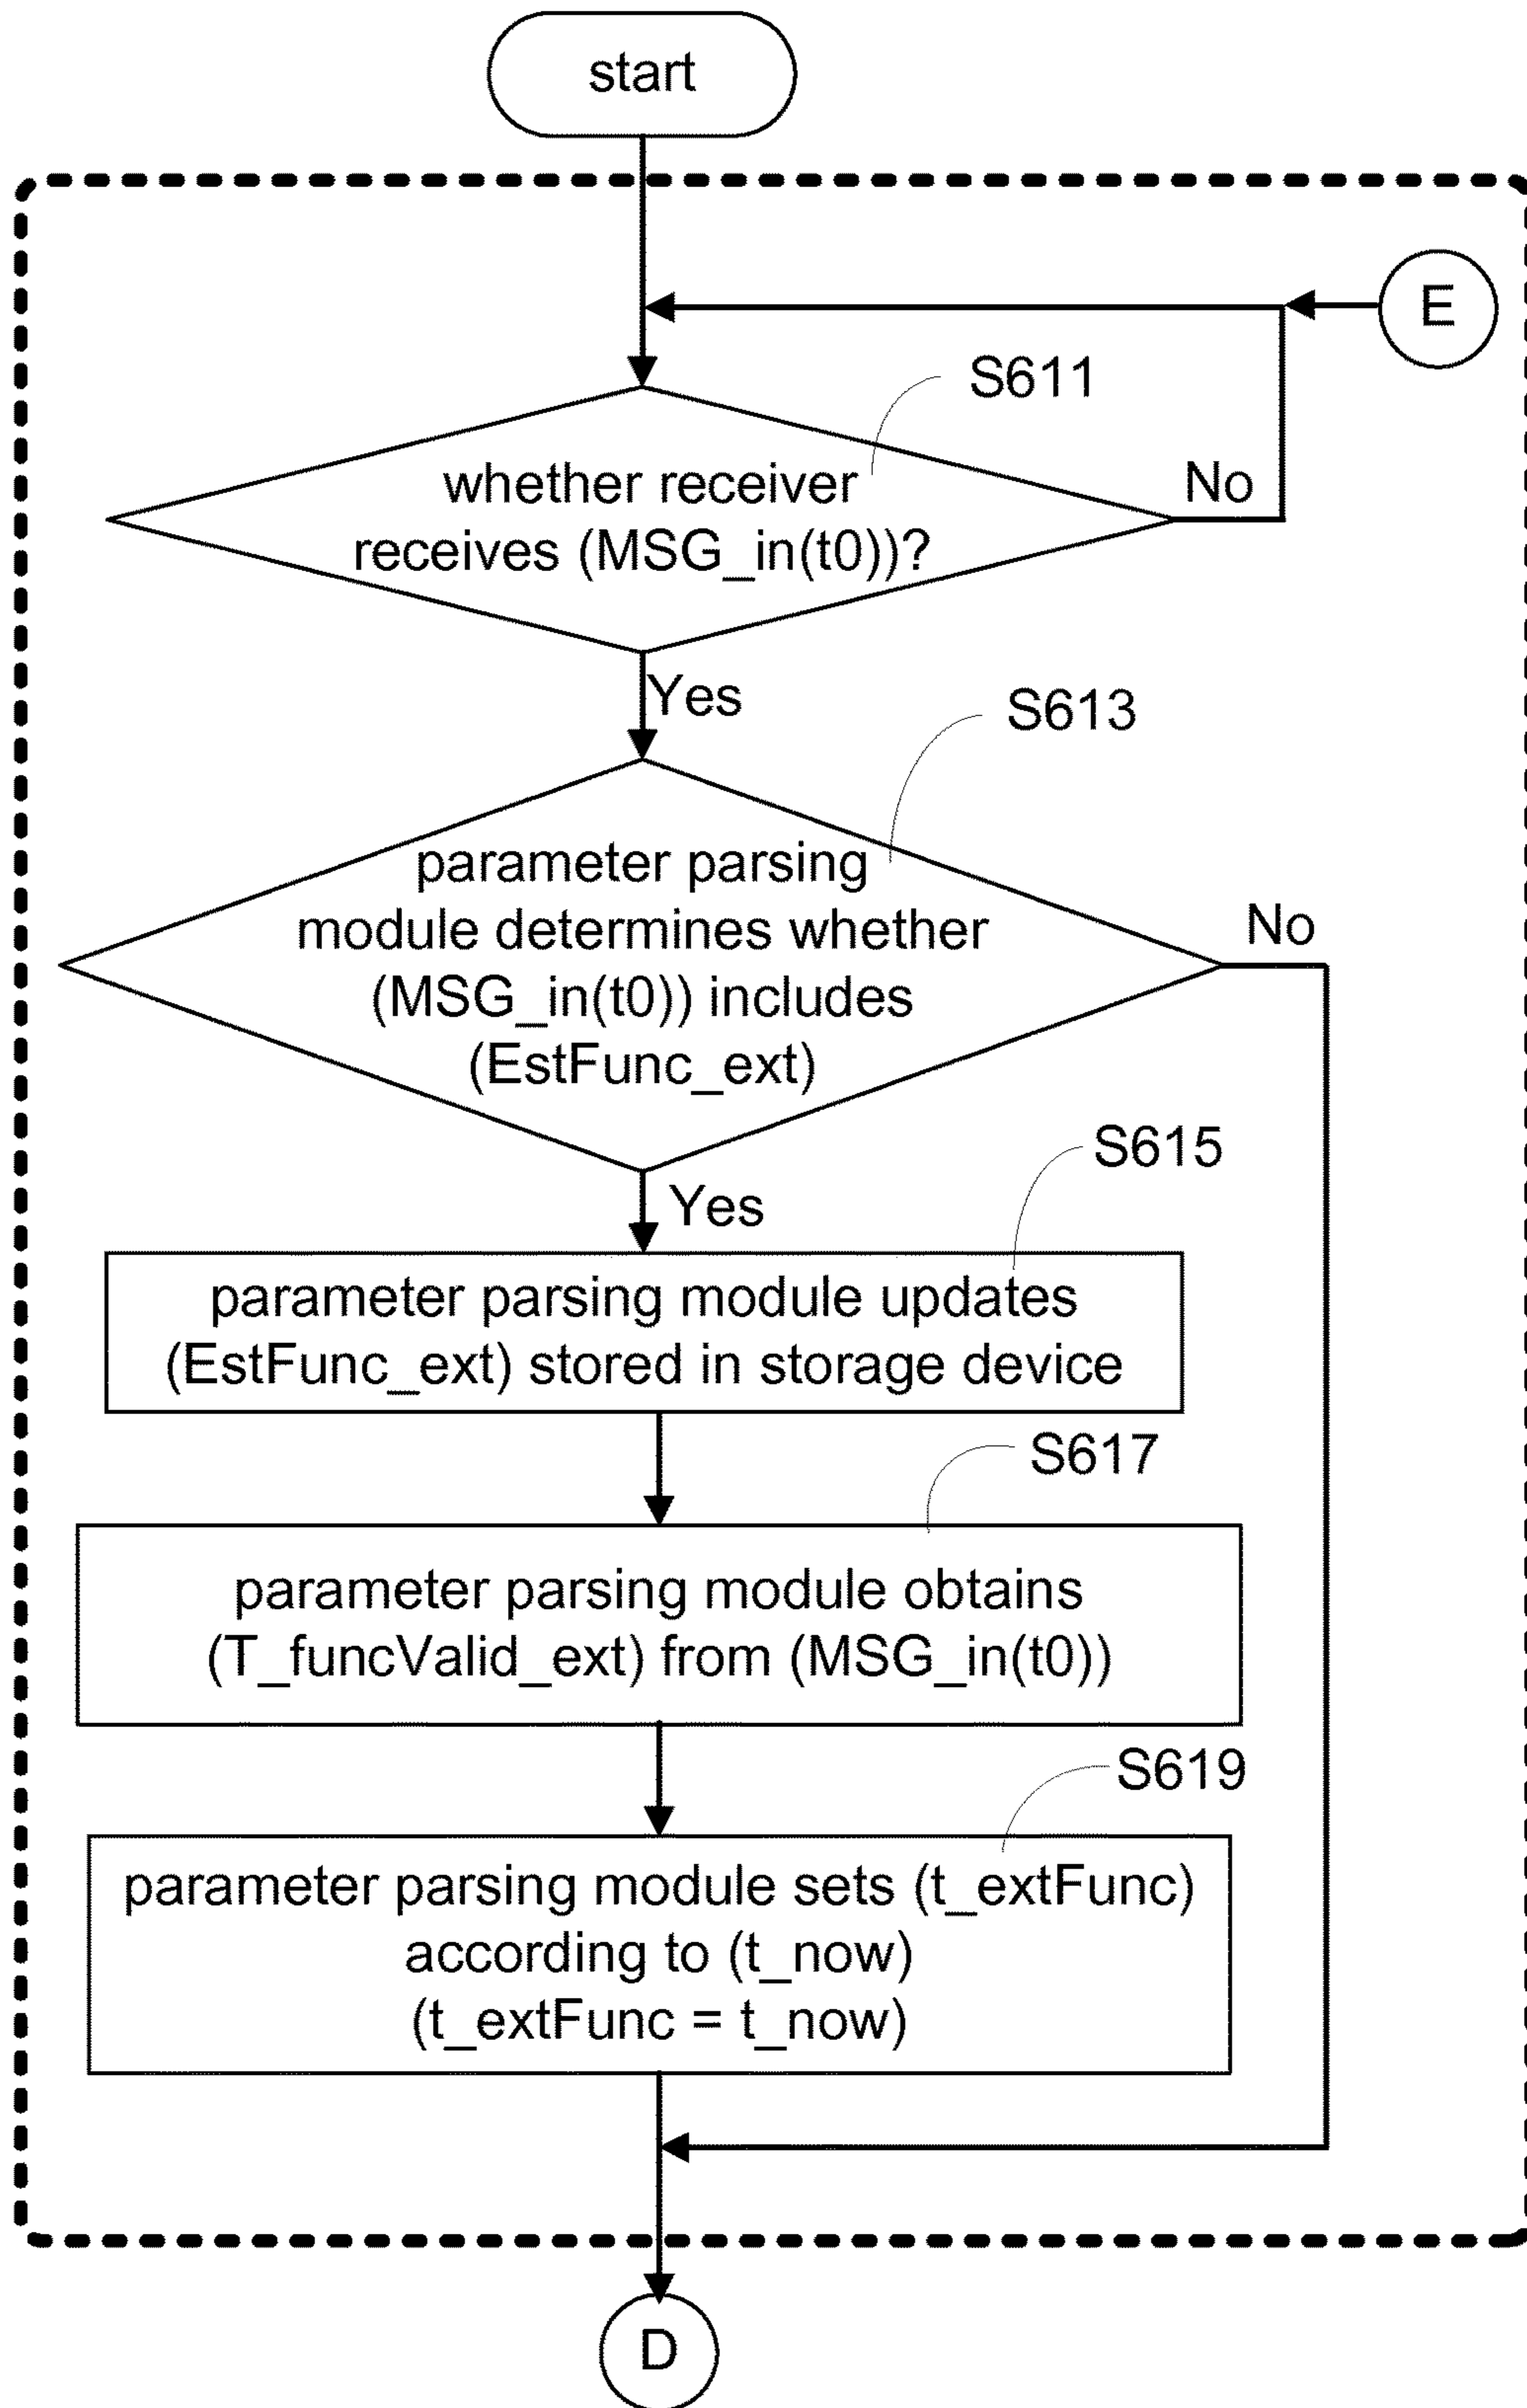 start
E
S611
whether receiver
receives (MSG_in(t0))?
No
Yes
S613
parameter parsing
module determines whether
(MSG_in(t0)) includes
(EstFunc_ext)
No
Yes
S615
parameter parsing module updates
(EstFunc_ext) stored in storage device
S617
parameter parsing module obtains
(T_funcValid_ext) from (MSG_in(t0))
S619
parameter parsing module sets (t_extFunc)
according to (t_now)
(t_extFunc = t_now)
D